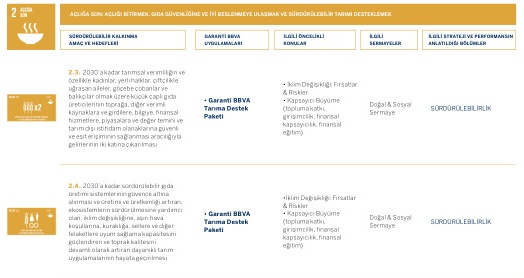 2 AÇLIĞA
SON
AÇLIĞA SON: AÇLIĞI BİTİRMEK, GIDA GÜVENLİĞİNE VE İYİ BESLENMEYE ULAŞMAK VE SÜRDÜRÜLEBİLİR TARIMI DESTEKLEMEK
SÜRDÜRÜLEBİLİR KALKINMA
AMAÇ VE HEDEFLERİ
GARANTİ BBVA
UYGULAMALARI
İLGİLİ ÖNCELİKLİ
KONULAR
İLGİLİ
SERMAYELER
İLGİLİ STRATEJİ VE PERFORMANSIN
ANLATILDIĞI BÖLÜMLER
2.3. 2030'a kadar tarımsal verimliliğin ve
özellikle kadınlar, yerli halklar, çiftçilikle
uğraşan aileler, göçebe çobanlar ve
balıkçılar olmak üzere küçük çaplı gıda
üreticilerinin toprağa, diğer verimli
kaynaklara ve girdilere, bilgiye, finansal
hizmetlere, piyasalara ve değer temini ve
tarım dışı istihdam olanaklarına güvenli
ve eşit erişiminin sağlanması aracılığıyla
gelirlerinin iki katına çıkarılması
x2
• Garanti BBVA
Tarıma Destek
Paketi
• İklim Değişikliği: Fırsatlar
& Riskler
• Kapsayıcı Büyüme
(toplumakatkı,
girişimcilik, finansal
kapsayıcılık, finansal
eğitim)
Doğal & Sosyal
Sermaye
SÜRDÜRÜLEBİLİRLİK
2.4. 2030'a kadar sürdürülebilir gıda
üretimi sistemlerinin güvence altına
alınması ve üretimi ve üretkenliği artıran,
ekosistemlerin sürdürülmesine yardımcı
olan, iklim değişikliğine, aşırı hava
koşullarına, kuraklığa, sellere ve diğer
felaketlere uyum sağlama kapasitesini
güçlendiren ve toprak kalitesini
devamlı olarak artıran dayanıklı tarım
uygulamalarının hayata geçirilmesi
• Garanti BBVA
Tarıma Destek
Paketi
•İklim Değişikliği: Fırsatlar
& Riskler
• Kapsayıcı Büyüme
(toplumakatkı,
girişimcilik, finansal
kapsayıcılık, finansal
eğitim)
Doğal & Sosyal
Sermaye
SÜRDÜRÜLEBİLİRLİK